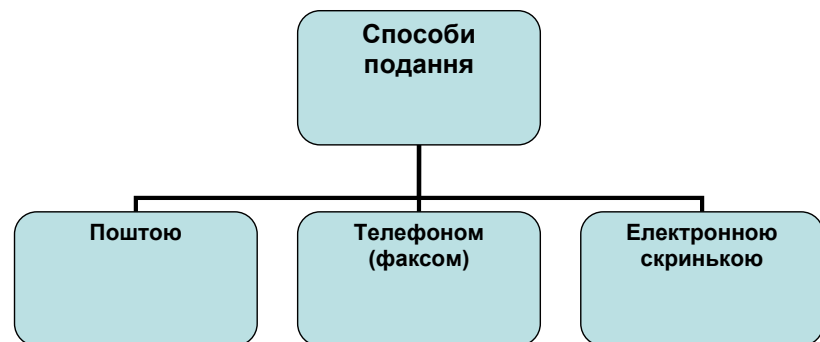 Способи
подання
Поштою
Телефоном
(факсом)
Електронною
скринькою